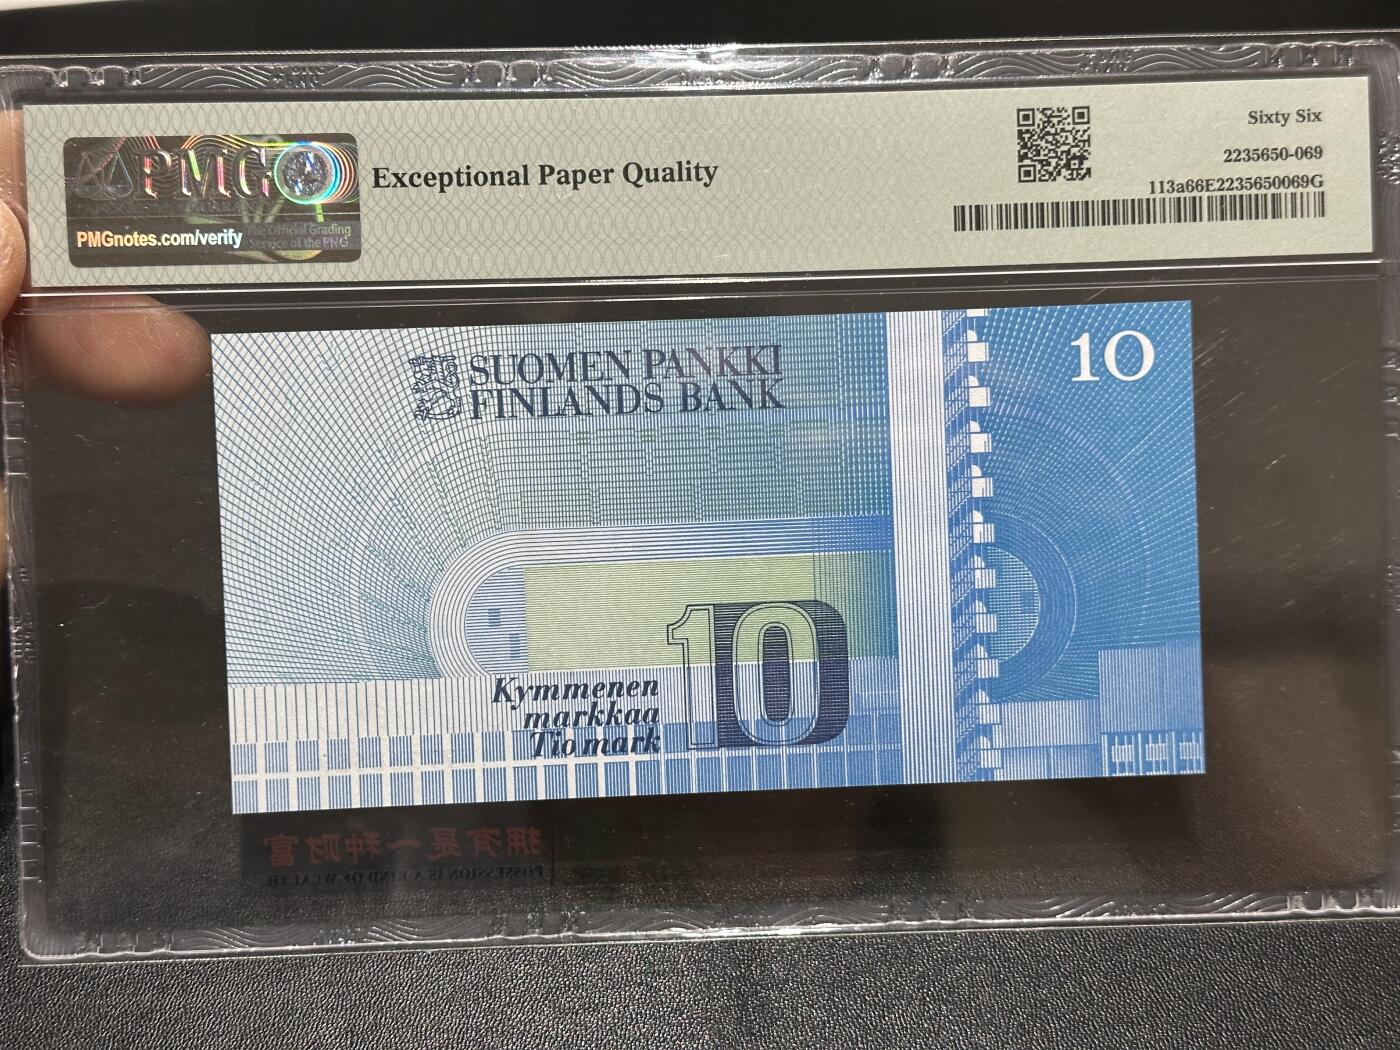 PMG
PMGnotes.com/verify
The Official Grading
Service of the PNG
Exceptional Paper Quality
Sixty Six
2235650-069
113a66E2235650069G
SUOMEN PANKKI
FINLANDS BANK
10
10
Kymmenen
markkaa
Tio mark
拥有是一种财富
POSSESSION IS A KIND OF WEALTH